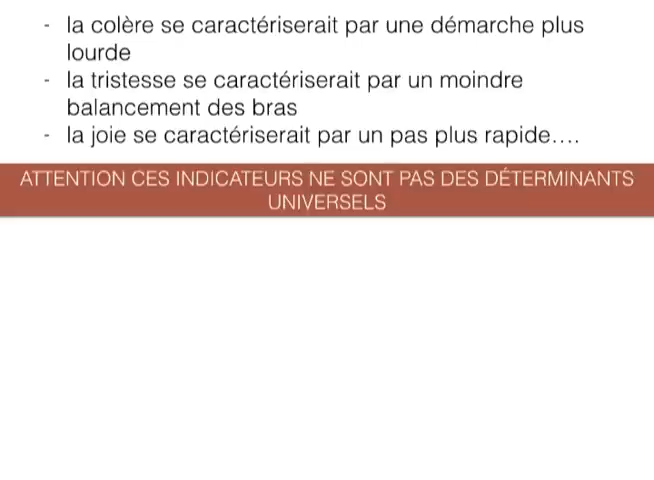 - la colère se caractériserait par une démarche plus
lourde
- la tristesse se caractériserait par un moindre
balancement des bras
- la joie se caractériserait par un pas plus rapide....
ATTENTION CES INDICATEURS NE SONT PAS DES DÉTERMINANTS
UNIVERSELS